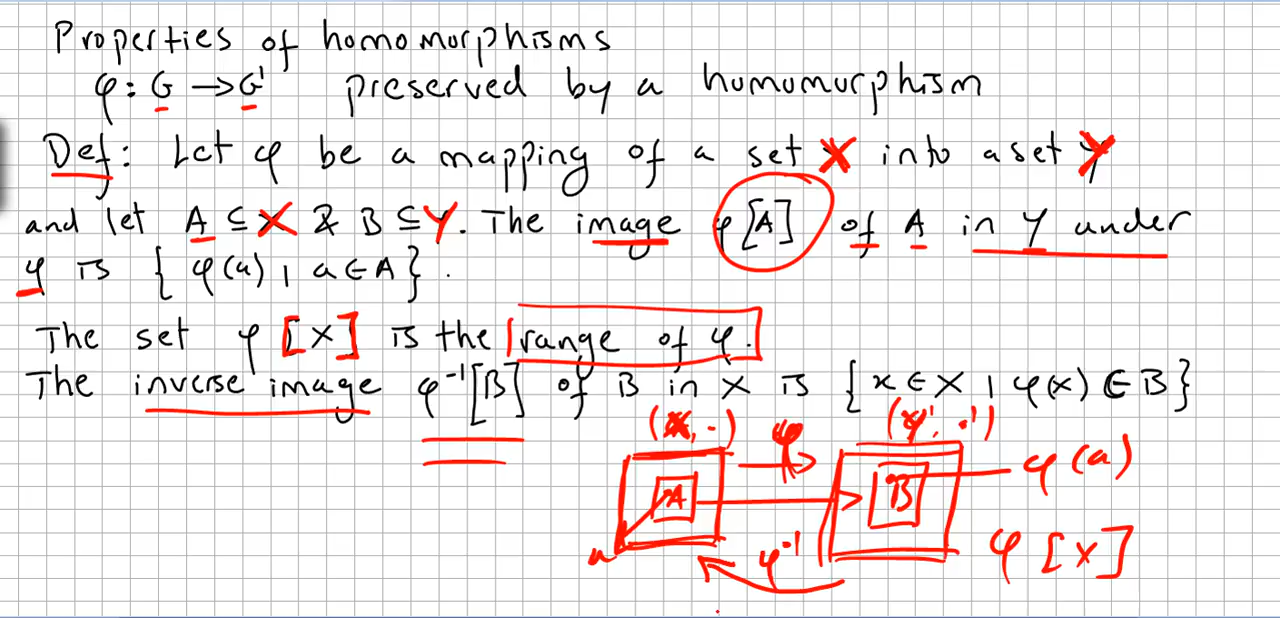 Properties of homomorphisms
φ: G → G' preserved by a homomorphism
Def: Let φ be a mapping of a set X into a set Y
and let A ⊆ X & B ⊆ Y. The image φ[A] of A in Y under
φ is { φ(a) | a ∈ A }.
The set φ [X] is the range of φ.
The inverse image φ⁻¹[B] of B in X is { x ∈ X | φ(x) ∈ B }
(X, ·) φ (Y', ·')
A B φ(a)
a φ⁻¹ φ [X]